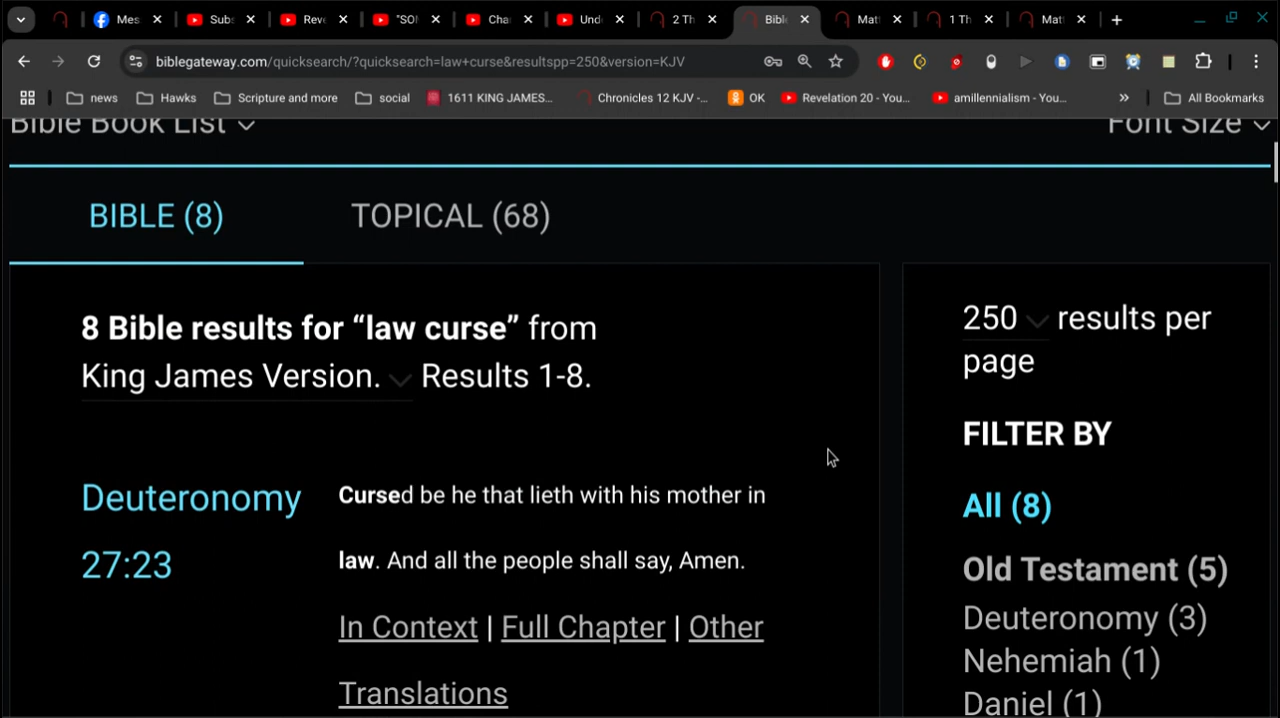 Mes
Subs
Reve
"SO!
Cha
Und
2 Th
Bibl
Mat
1 Th
Mat
biblegateway.com/quicksearch/?quicksearch=law+curse&resultspp=250&version=KJV
news
Hawks
Scripture and more
social
1611 KING JAMES...
Chronicles 12 KJV -...
OK
Revelation 20 - You...
amillennialism - You...
»
All Bookmarks
Bible Book List
Font Size
BIBLE (8)
TOPICAL (68)
8 Bible results for “law curse” from
King James Version. Results 1-8.
Deuteronomy
27:23
Cursed be he that lieth with his mother in
law. And all the people shall say, Amen.
In Context | Full Chapter | Other
Translations
250 results per
page
FILTER BY
All (8)
Old Testament (5)
Deuteronomy (3)
Nehemiah (1)
Daniel (1)